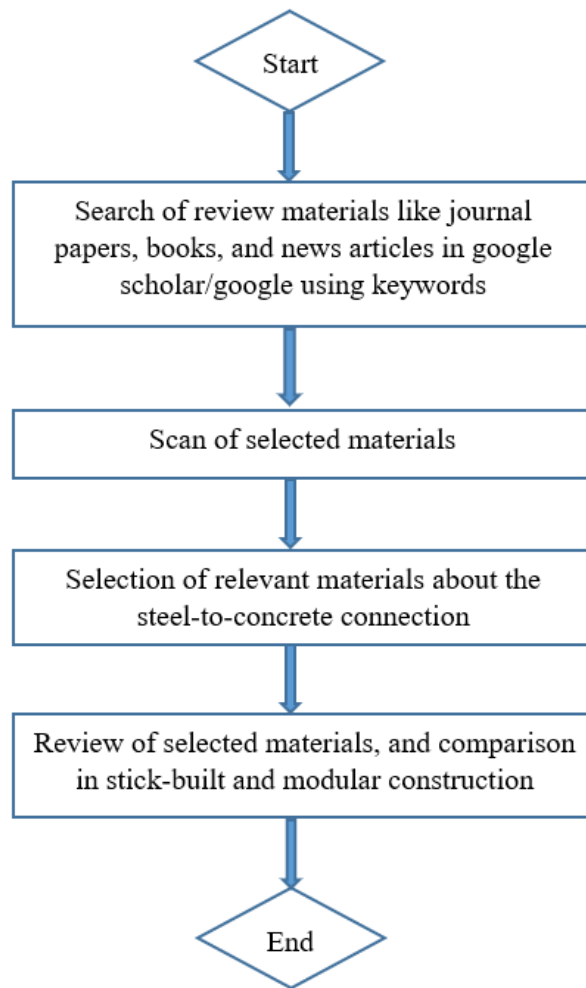 Start
Search of review materials like journal
papers, books, and news articles in google
scholar/google using keywords
Scan of selected materials
Selection of relevant materials about the
steel-to-concrete connection
Review of selected materials, and comparison
in stick-built and modular construction
End